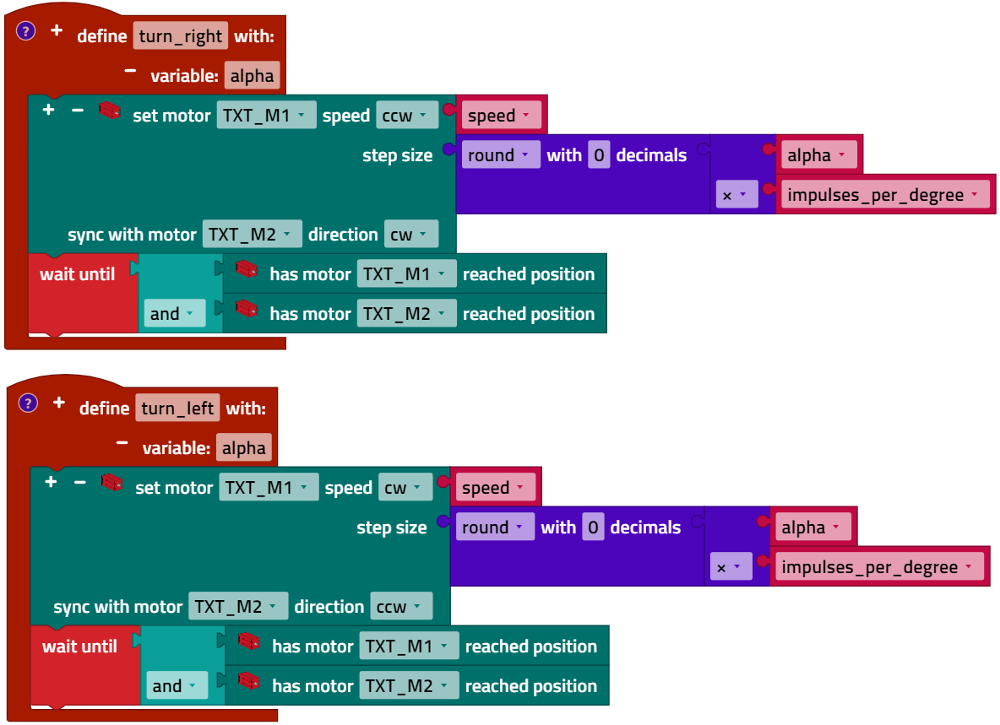 ? + define turn_right with:
− variable: alpha
+ − set motor TXT_M1 speed ccw speed
step size round with 0 decimals alpha
× impulses_per_degree
sync with motor TXT_M2 direction cw
wait until has motor TXT_M1 reached position
and has motor TXT_M2 reached position
? + define turn_left with:
− variable: alpha
+ − set motor TXT_M1 speed cw speed
step size round with 0 decimals alpha
× impulses_per_degree
sync with motor TXT_M2 direction ccw
wait until has motor TXT_M1 reached position
and has motor TXT_M2 reached position